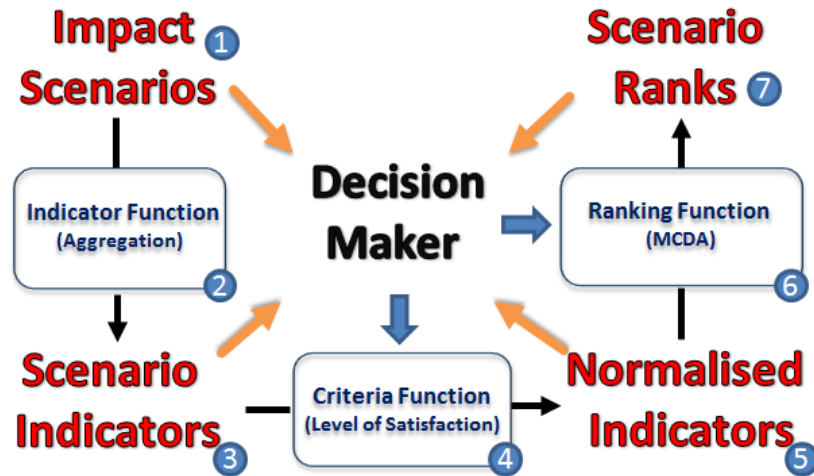 Impact
Scenarios
1
Indicator Function
(Aggregation)
2
Scenario
Indicators
3
Decision
Maker
Criteria Function
(Level of Satisfaction)
4
Normalised
Indicators
5
Ranking Function
(MCDA)
6
Scenario
Ranks
7